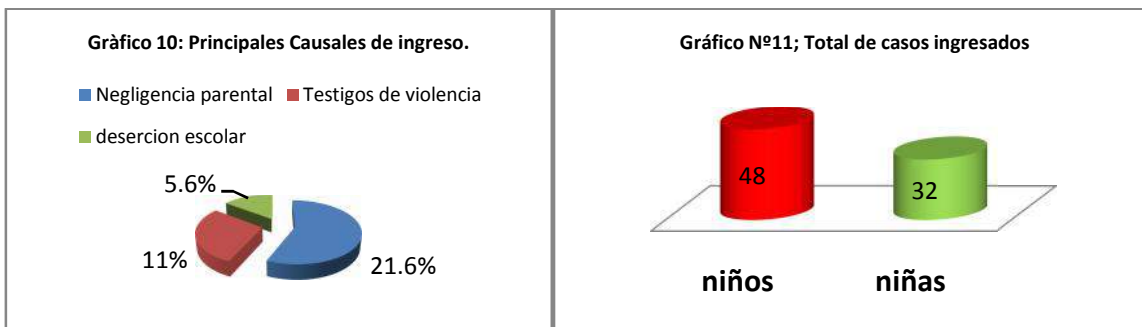 Gràfico 10: Principales Causales de ingreso.
Negligencia parental Testigos de violencia
desercion escolar
5.6%
11%
21.6%
Gráfico Nº11; Total de casos ingresados
48
32
niños niñas